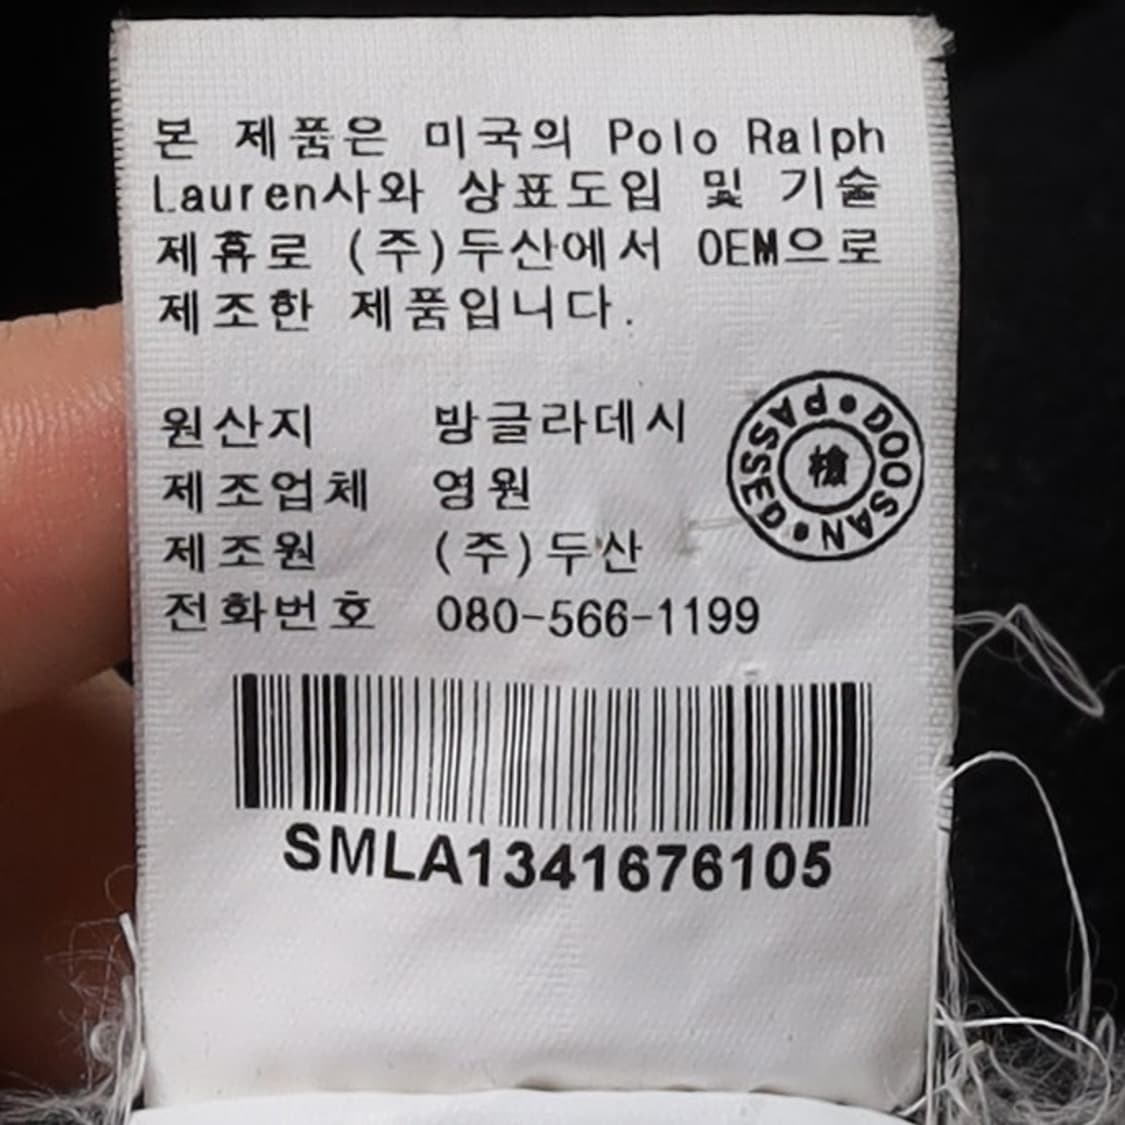 본 제품은 미국의 Polo Ralph
Lauren사와 상표도입 및 기술
제휴로 (주)두산에서 OEM으로
제조한 제품입니다.
원산지 방글라데시
제조업체 영원
제조원 (주)두산
전화번호 080-566-1199
DOOSAN • PASSED •
檢
SMLA1341676105